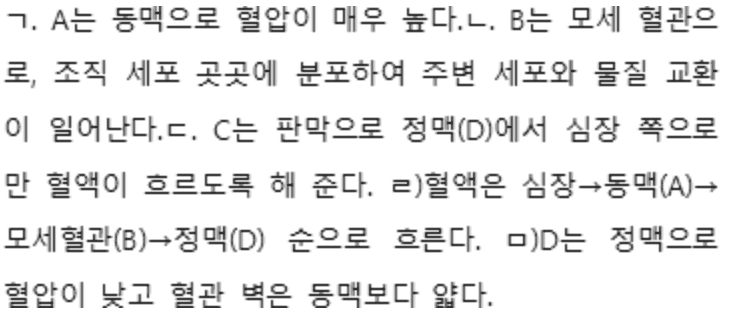 ㄱ. A는 동맥으로 혈압이 매우 높다.ㄴ. B는 모세 혈관으
로, 조직 세포 곳곳에 분포하여 주변 세포와 물질 교환
이 일어난다.ㄷ. C는 판막으로 정맥(D)에서 심장 쪽으로
만 혈액이 흐르도록 해 준다. ㄹ)혈액은 심장→동맥(A)→
모세혈관(B)→정맥(D) 순으로 흐른다. ㅁ)D는 정맥으로
혈압이 낮고 혈관 벽은 동맥보다 얇다.